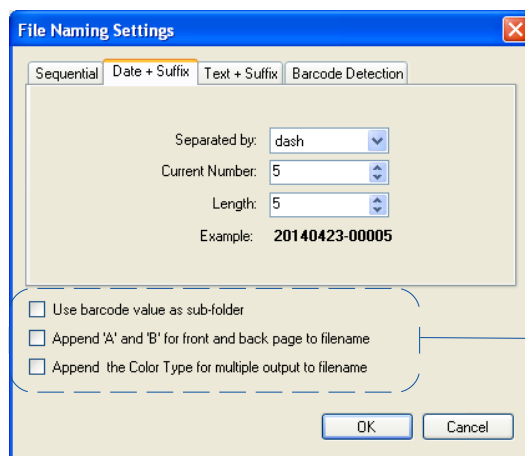 File Naming Settings
Sequential Date + Suffix Text + Suffix Barcode Detection
Separated by: dash
Current Number: 5
Length: 5
Example: 20140423-00005
Use barcode value as sub-folder
Append 'A' and 'B' for front and back page to filename
Append the Color Type for multiple output to filename
OK Cancel